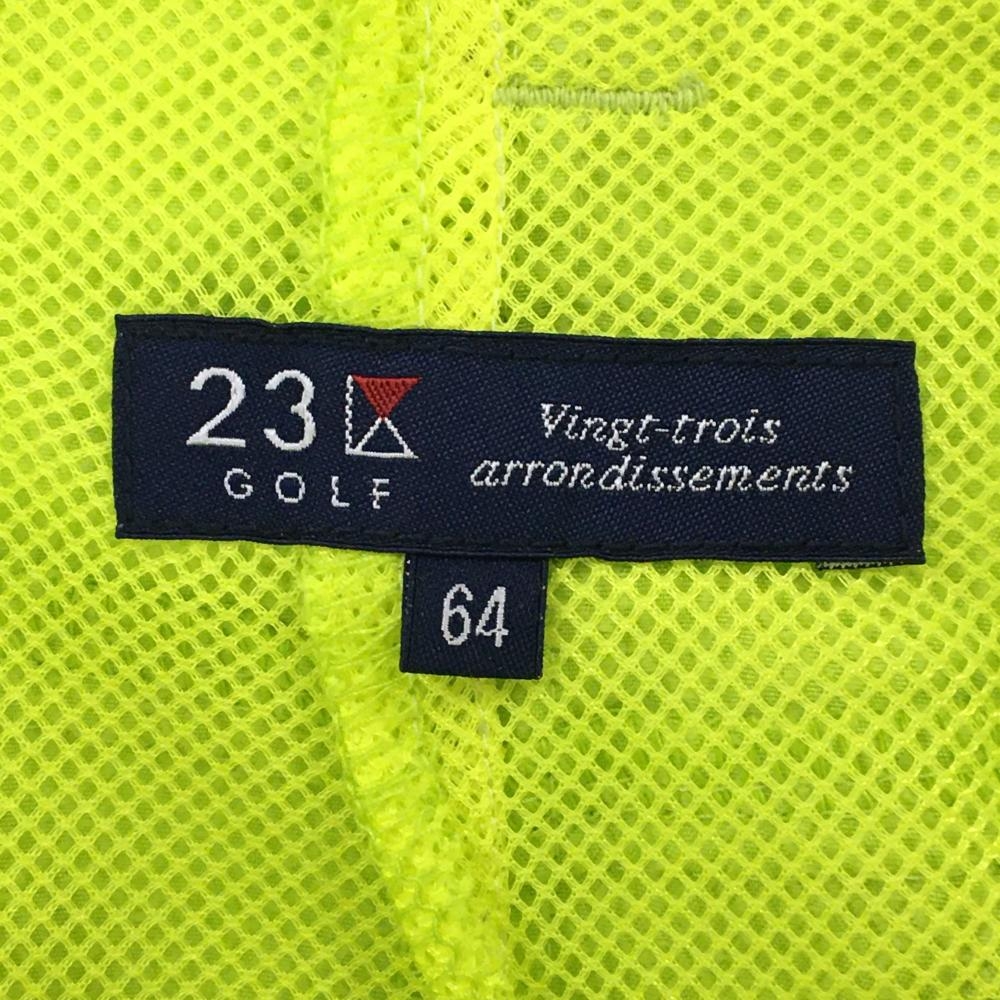 23
GOLF
Vingt-trois
arrondissements
64